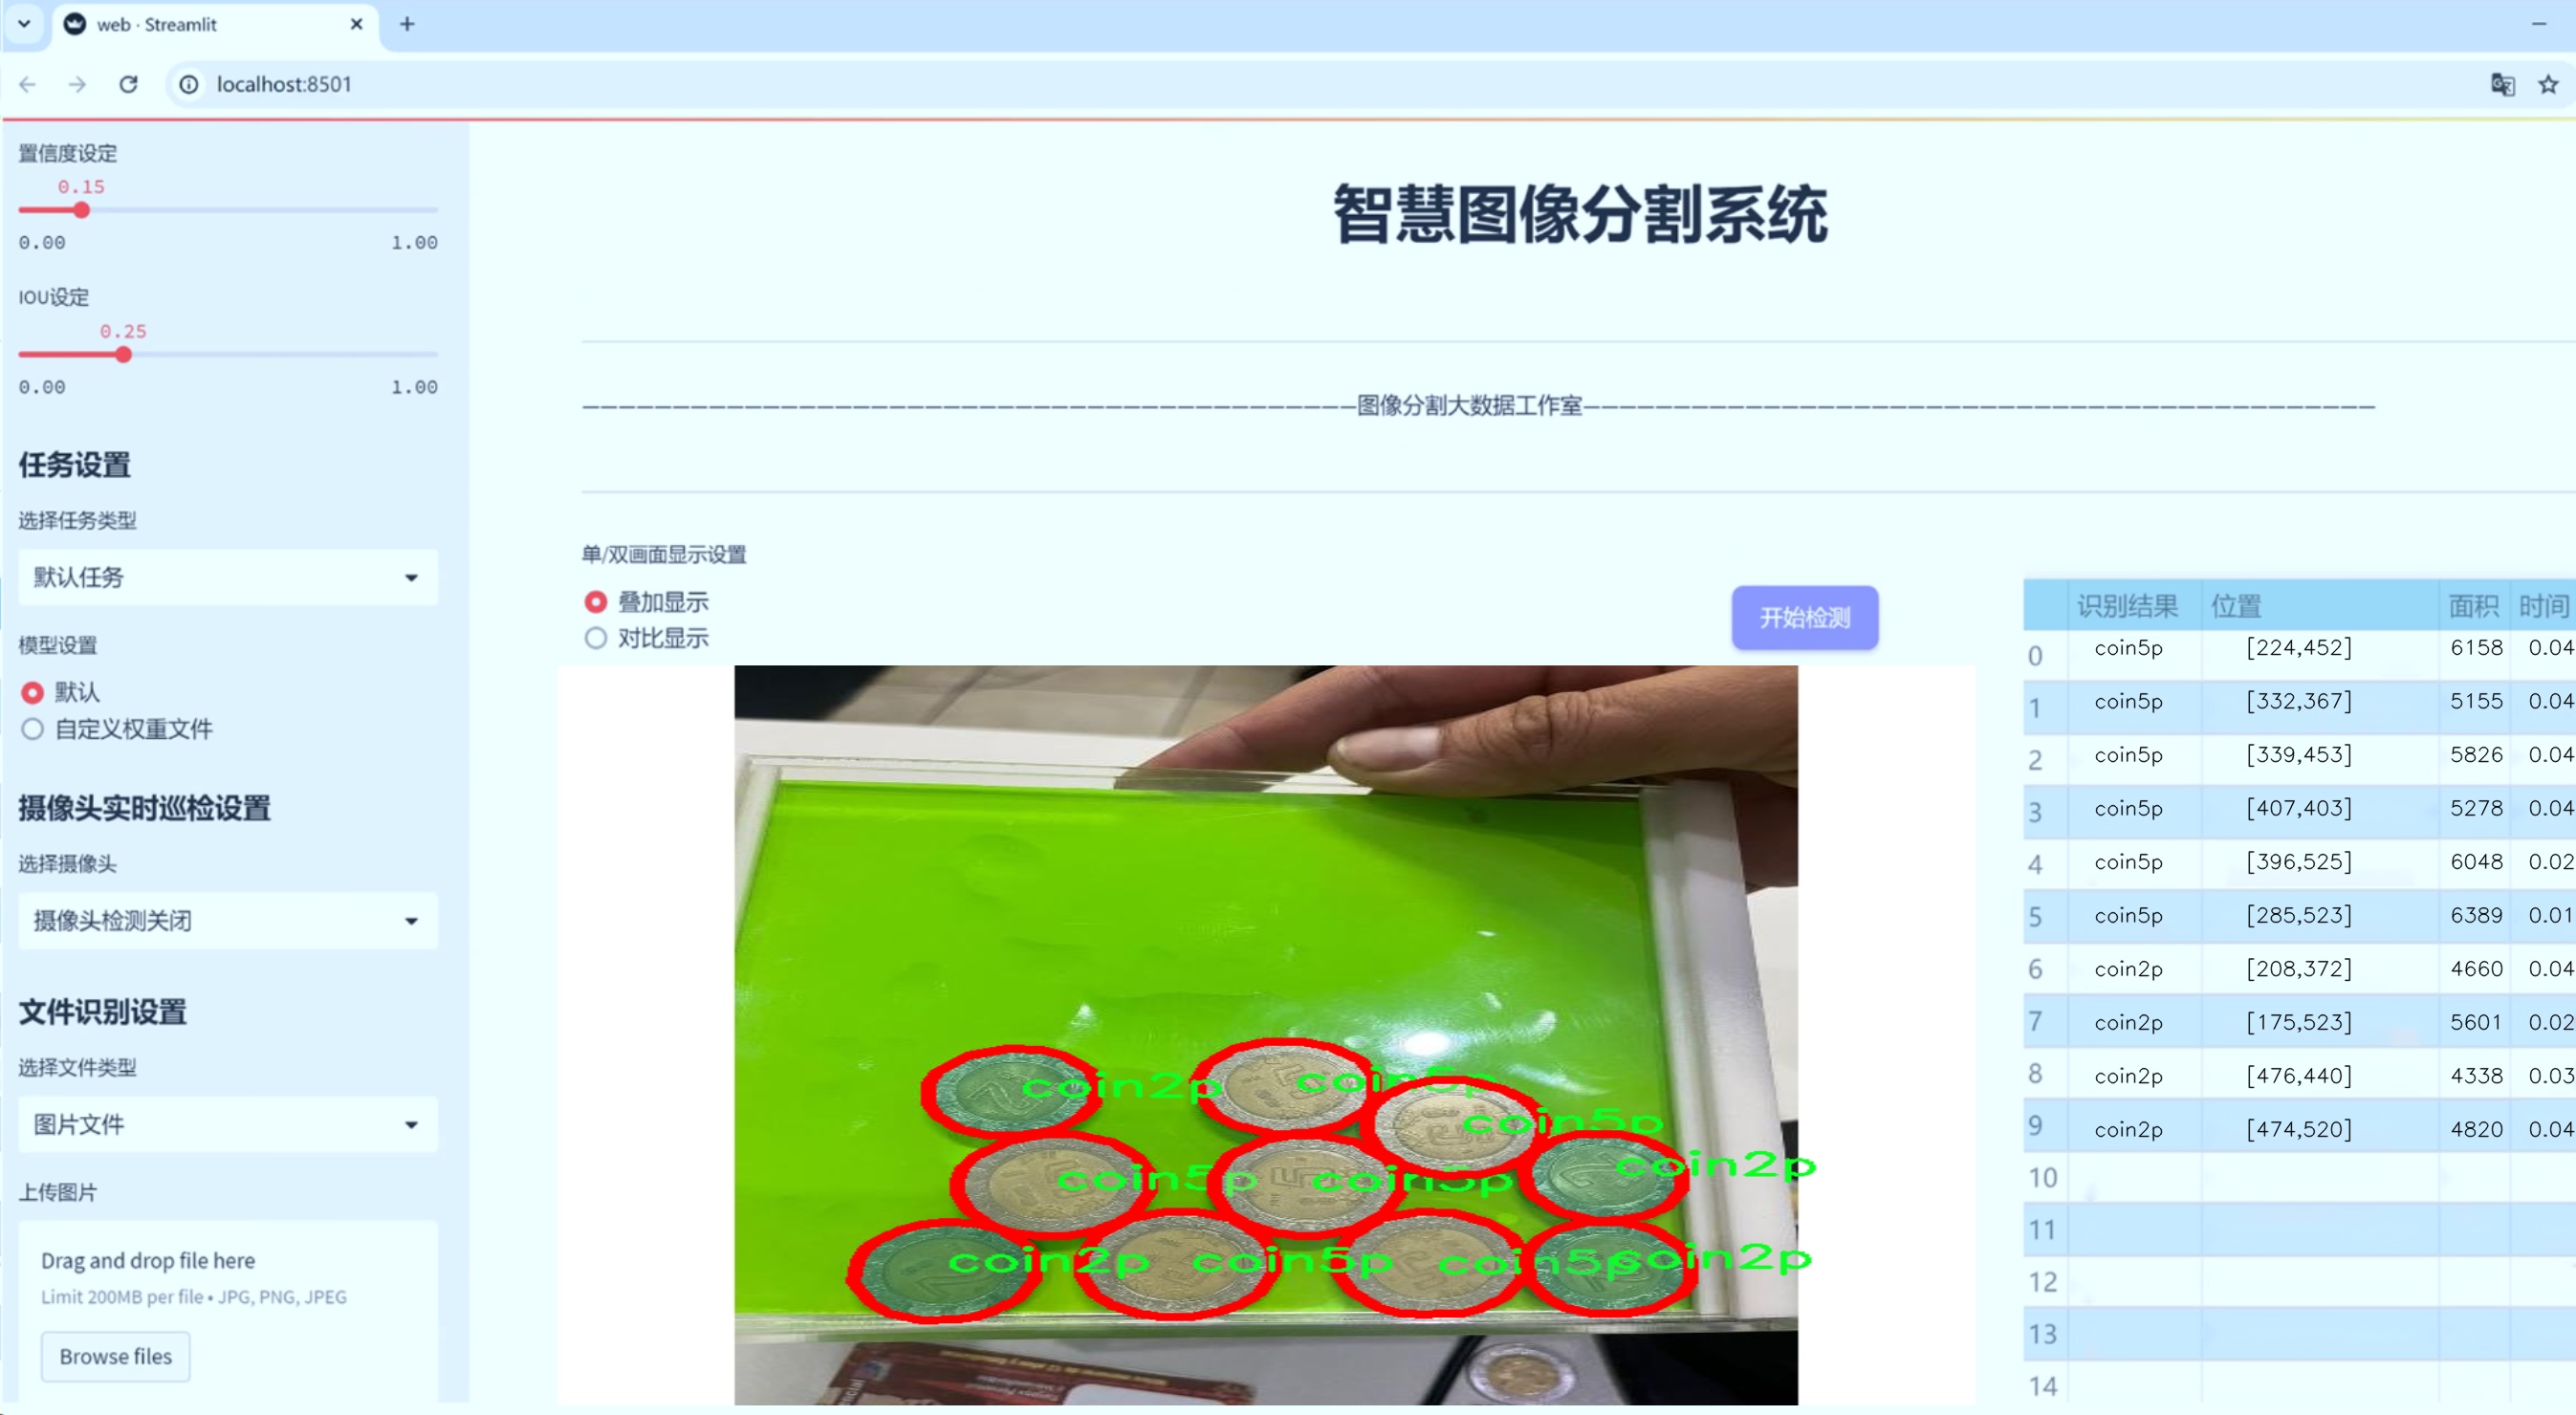 web · Streamlit
localhost:8501
置信度设定
0.15
0.00 1.00
IOU设定
0.25
0.00 1.00
任务设置
选择任务类型
默认任务
模型设置
默认
自定义权重文件
摄像头实时巡检设置
选择摄像头
摄像头检测关闭
文件识别设置
选择文件类型
图片文件
上传图片
Drag and drop file here
Limit 200MB per file • JPG, PNG, JPEG
Browse files
智慧图像分割系统
图像分割大数据工作室
单/双画面显示设置
叠加显示
对比显示
开始检测
coin2p
coin5p
coin5p
coin2p
coin5p
coin5p
coin2p
coin5p
coin5p
coin2p
识别结果 位置 面积 时间
0 coin5p [224,452] 6158 0.04
1 coin5p [332,367] 5155 0.04
2 coin5p [339,453] 5826 0.04
3 coin5p [407,403] 5278 0.04
4 coin5p [396,525] 6048 0.02
5 coin5p [285,523] 6389 0.01
6 coin2p [208,372] 4660 0.04
7 coin2p [175,523] 5601 0.02
8 coin2p [476,440] 4338 0.03
9 coin2p [474,520] 4820 0.04
10
11
12
13
14